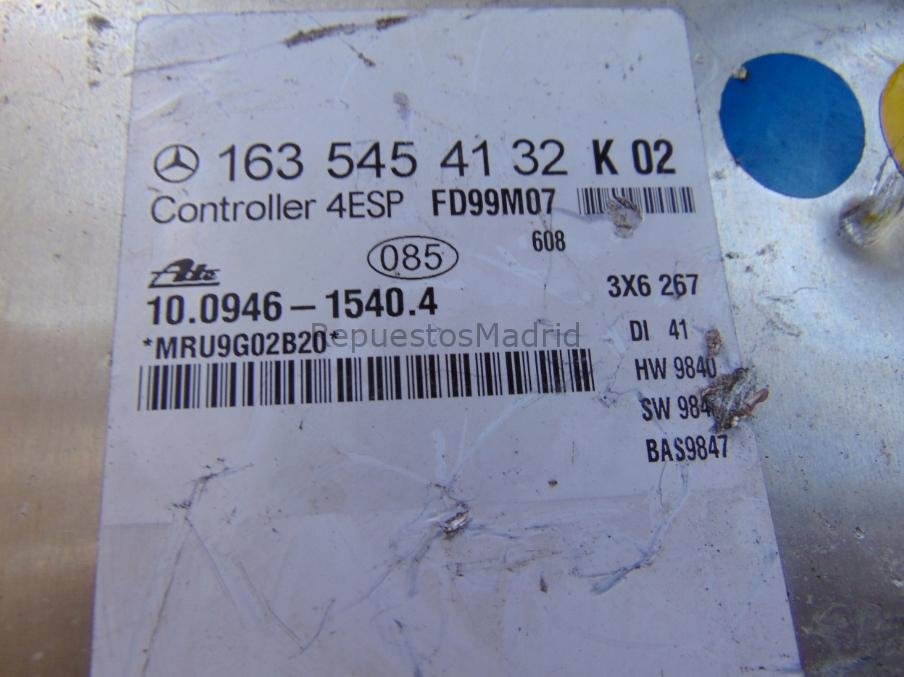 163 545 41 32 K 02
Controller 4ESP FD99M07
608
085
Ate
10.0946-1540.4
3X6 267
RepuestosMadrid
*MRU9G02B20*
DI 41
HW 9840
BAS9847